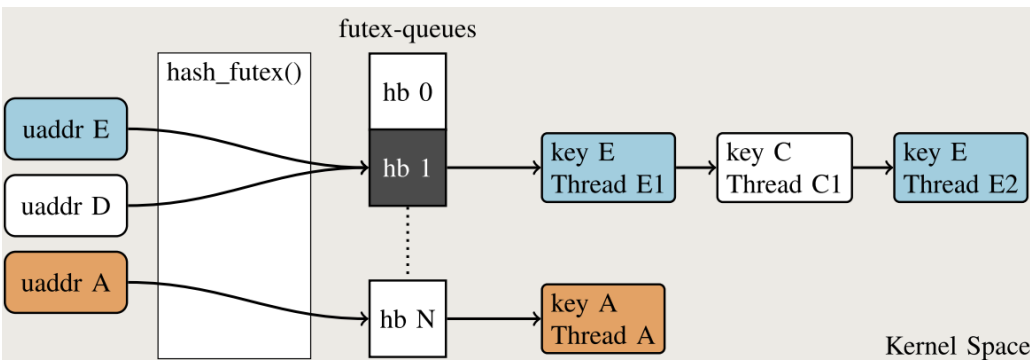 futex-queues
hash_futex()
hb 0
uaddr E
hb 1
key E
Thread E1
key C
Thread C1
key E
Thread E2
uaddr D
uaddr A
hb N
key A
Thread A
Kernel Space